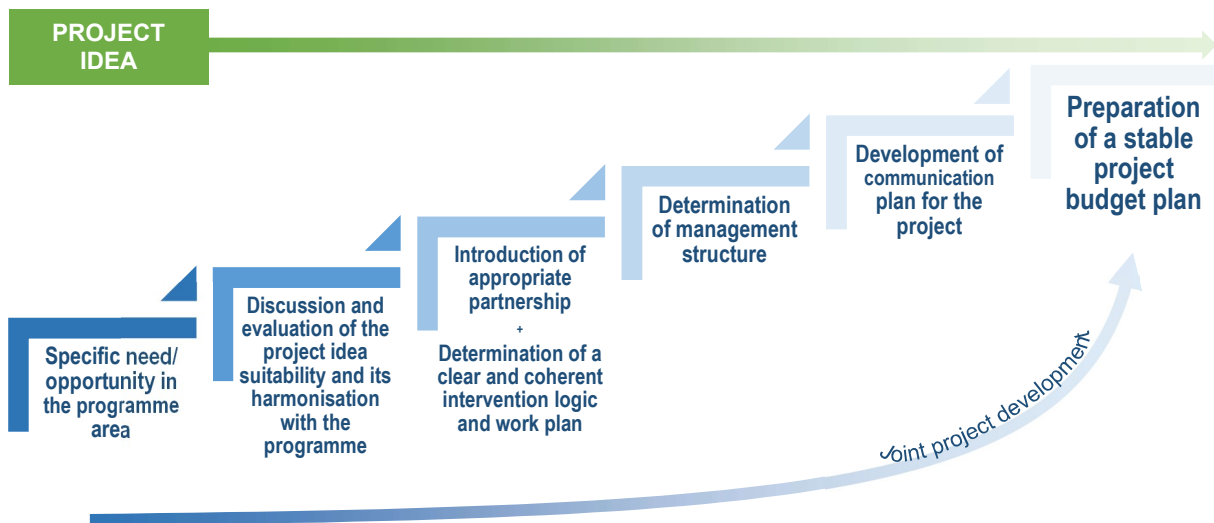 PROJECT
IDEA
Specific need/
opportunity in
the programme
area
Discussion and
evaluation of the
project idea
suitability and its
harmonisation
with the
programme
Introduction of
appropriate
partnership
+
Determination of a
clear and coherent
intervention logic
and work plan
Determination
of management
structure
Development of
communication
plan for the
project
Preparation
of a stable
project
budget plan
Joint project development